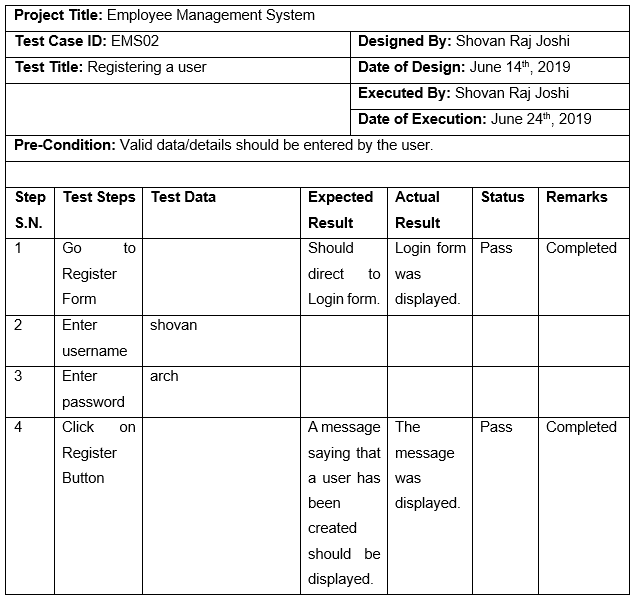 Project Title: Employee Management System
Test Case ID: EMS02
Designed By: Shovan Raj Joshi
Test Title: Registering a user
Date of Design: June 14th, 2019
Executed By: Shovan Raj Joshi
Date of Execution: June 24th, 2019
Pre-Condition: Valid data/details should be entered by the user.
Step
S.N.
Test Steps
Test Data
Expected
Result
Actual
Result
Status
Remarks
1
Go to
Register
Form
Should
direct to
Login form.
Login form
was
displayed.
Pass
Completed
2
Enter
username
shovan
3
Enter
password
arch
4
Click on
Register
Button
A message
saying that
a user has
been
created
should be
displayed.
The
message
was
displayed.
Pass
Completed